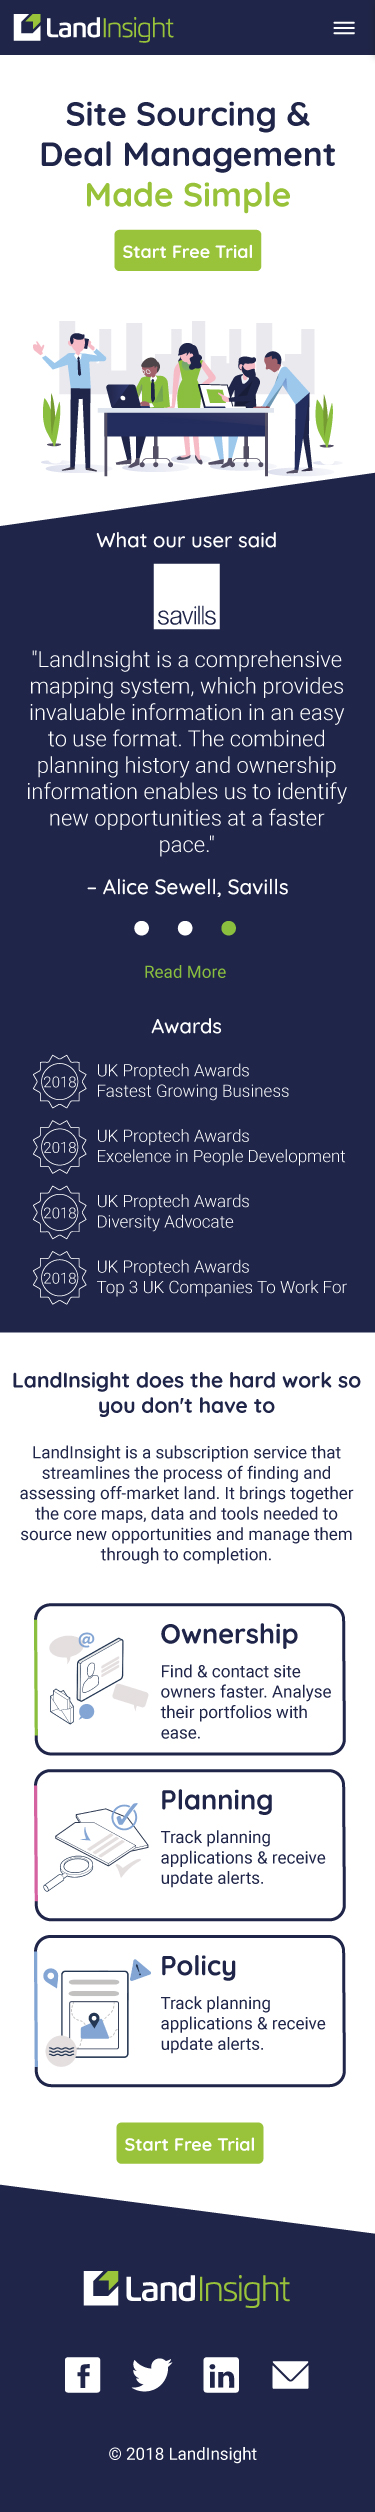 LandInsight
Site Sourcing &
Deal Management
Made Simple
Start Free Trial
What our user said
savills
"LandInsight is a comprehensive
mapping system, which provides
invaluable information in an easy
to use format. The combined
planning history and ownership
information enables us to identify
new opportunities at a faster
pace."
– Alice Sewell, Savills
Read More
Awards
2018
UK Proptech Awards
Fastest Growing Business
2018
UK Proptech Awards
Excelence in People Development
2018
UK Proptech Awards
Diversity Advocate
2018
UK Proptech Awards
Top 3 UK Companies To Work For
LandInsight does the hard work so
you don't have to
LandInsight is a subscription service that
streamlines the process of finding and
assessing off-market land. It brings together
the core maps, data and tools needed to
source new opportunities and manage them
through to completion.
@
Ownership
Find & contact site
owners faster. Analyse
their portfolios with
ease.
Planning
Track planning
applications & receive
update alerts.
Policy
Track planning
applications & receive
update alerts.
Start Free Trial
LandInsight
f
in
© 2018 LandInsight